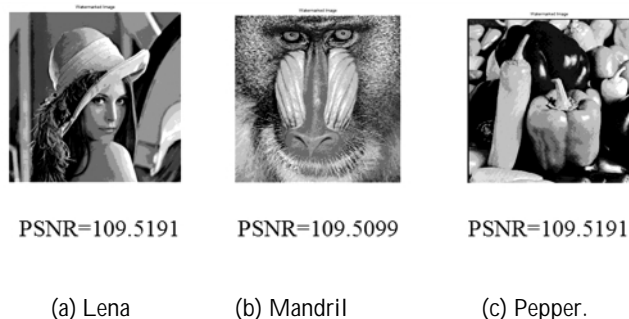 Watermarked Image
Watermarked Image
Watermarked Image
PSNR=109.5191
PSNR=109.5099
PSNR=109.5191
(a) Lena
(b) Mandril
(c) Pepper.